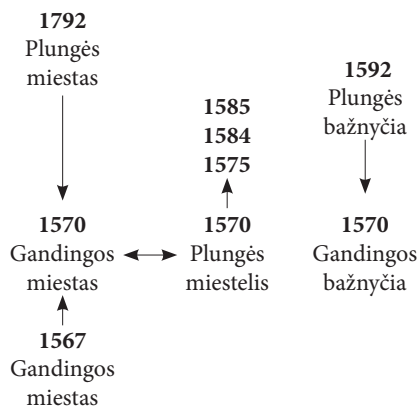 1792
Plungės
miestas
1585
1584
1575
1592
Plungės
bažnyčia
1570
Gandingos
miestas
1570
Plungės
miestelis
1570
Gandingos
bažnyčia
1567
Gandingos
miestas